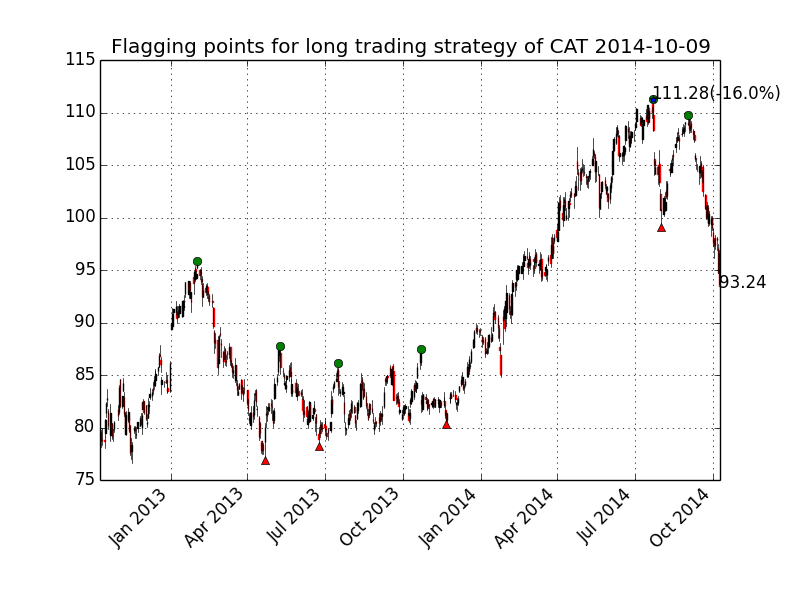 Flagging points for long trading strategy of CAT 2014-10-09
115
110
105
100
95
90
85
80
75
111.28(-16.0%)
93.24
Jan 2013
Apr 2013
Jul 2013
Oct 2013
Jan 2014
Apr 2014
Jul 2014
Oct 2014